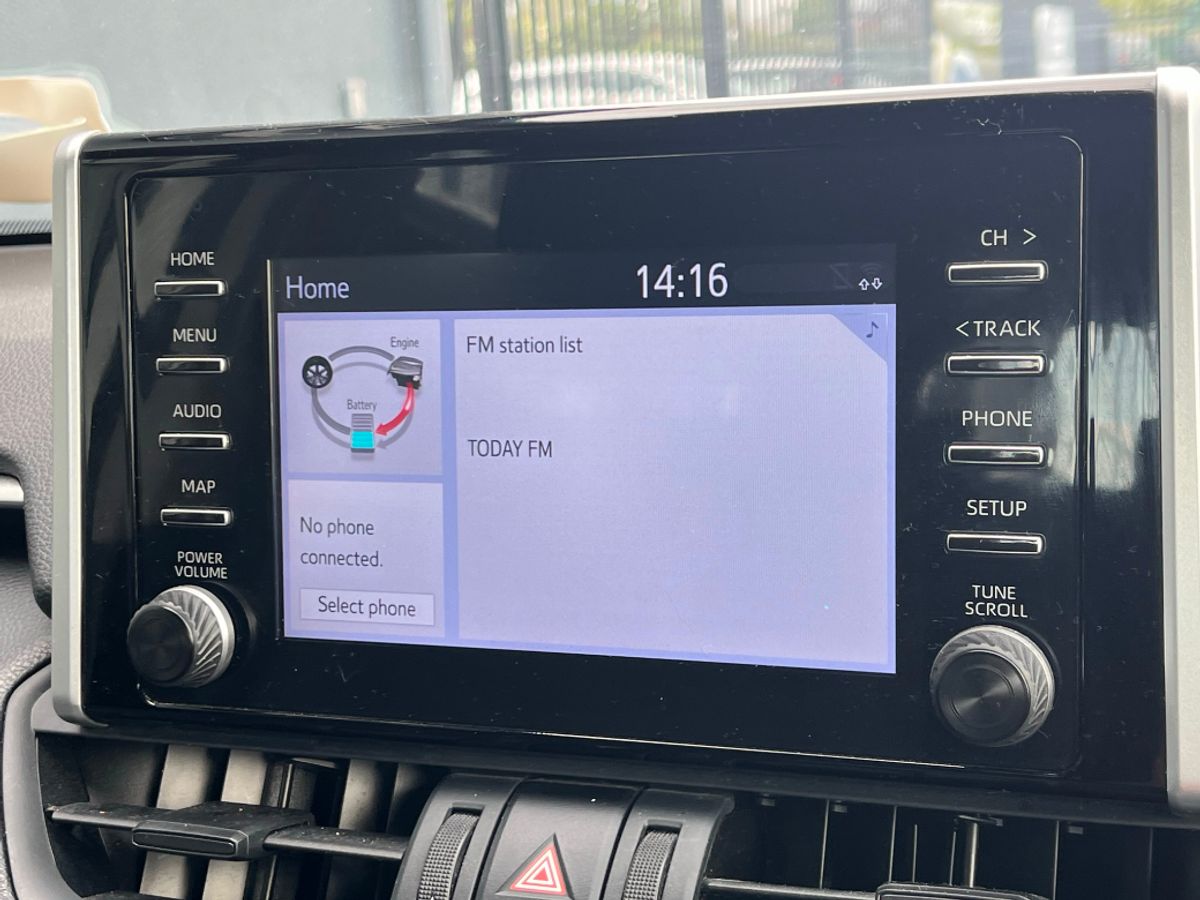 HOME
MENU
AUDIO
MAP
POWER
VOLUME
Home
14:16
Engine
Battery
No phone
connected.
Select phone
FM station list
TODAY FM
CH >
<TRACK
PHONE
SETUP
TUNE
SCROLL